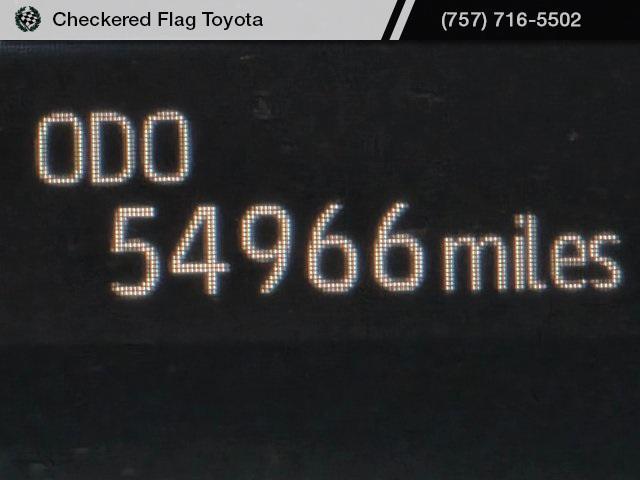 Checkered Flag Toyota
(757) 716-5502
ODO
54966 miles